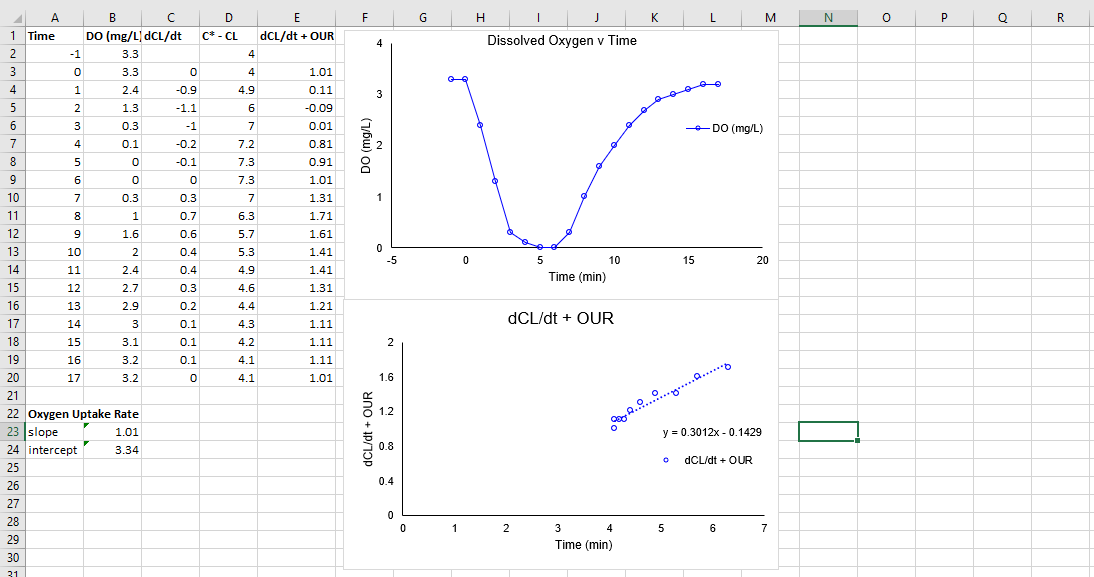 A B C D E F G H I J K L M N O P Q R
1 Time DO (mg/L) dCL/dt C* - CL dCL/dt + OUR
2 -1 3.3 4
3 0 3.3 0 4 1.01
4 1 2.4 -0.9 4.9 0.11
5 2 1.3 -1.1 6 -0.09
6 3 0.3 -1 7 0.01
7 4 0.1 -0.2 7.2 0.81
8 5 0 -0.1 7.3 0.91
9 6 0 0 7.3 1.01
10 7 0.3 0.3 7 1.31
11 8 1 0.7 6.3 1.71
12 9 1.6 0.6 5.7 1.61
13 10 2 0.4 5.3 1.41
14 11 2.4 0.4 4.9 1.41
15 12 2.7 0.3 4.6 1.31
16 13 2.9 0.2 4.4 1.21
17 14 3 0.1 4.3 1.11
18 15 3.1 0.1 4.2 1.11
19 16 3.2 0.1 4.1 1.11
20 17 3.2 0 4.1 1.01
21
22 Oxygen Uptake Rate
23 slope 1.01
24 intercept 3.34
25
26
27
28
29
30
31
Dissolved Oxygen v Time
DO (mg/L)
4
3
2
1
0
-5 0 5 10 15 20
Time (min)
DO (mg/L)
dCL/dt + OUR
dCL/dt + OUR
2
1.6
1.2
0.8
0.4
0
y = 0.3012x - 0.1429
dCL/dt + OUR
0 1 2 3 4 5 6 7
Time (min)